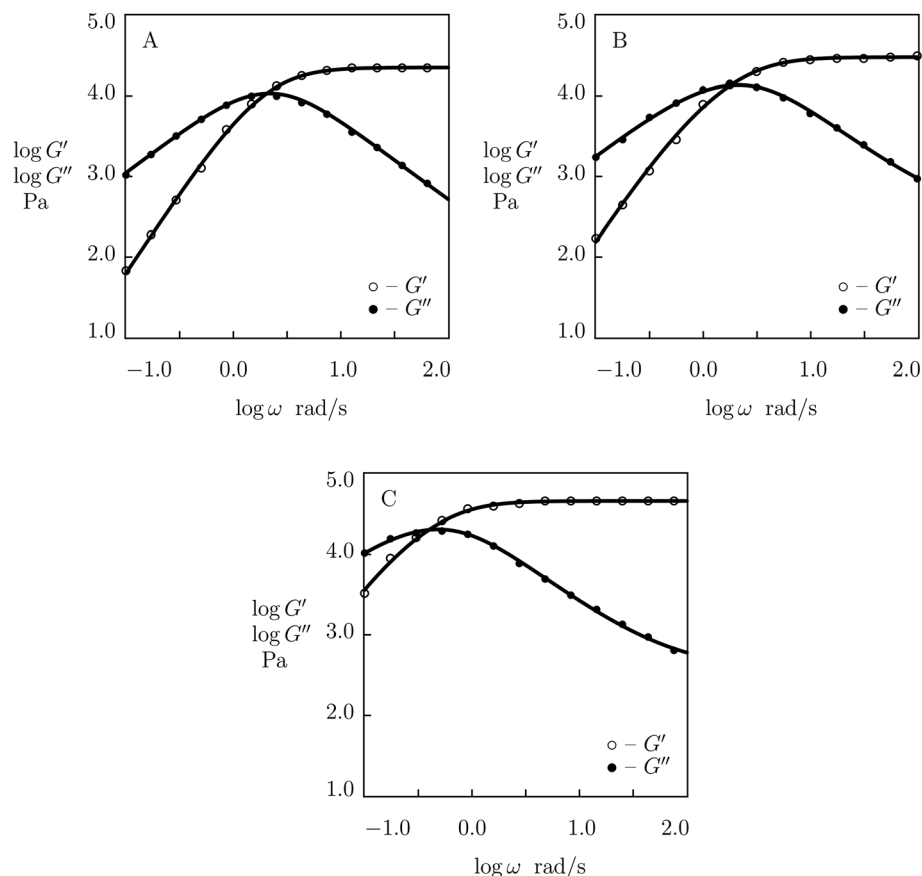 A
5.0
4.0
3.0
2.0
1.0
log G′
log G″
Pa
○ – G′
● – G″
−1.0 0.0 1.0 2.0
log ω rad/s
B
5.0
4.0
3.0
2.0
1.0
log G′
log G″
Pa
○ – G′
● – G″
−1.0 0.0 1.0 2.0
log ω rad/s
C
5.0
4.0
3.0
2.0
1.0
log G′
log G″
Pa
○ – G′
● – G″
−1.0 0.0 1.0 2.0
log ω rad/s